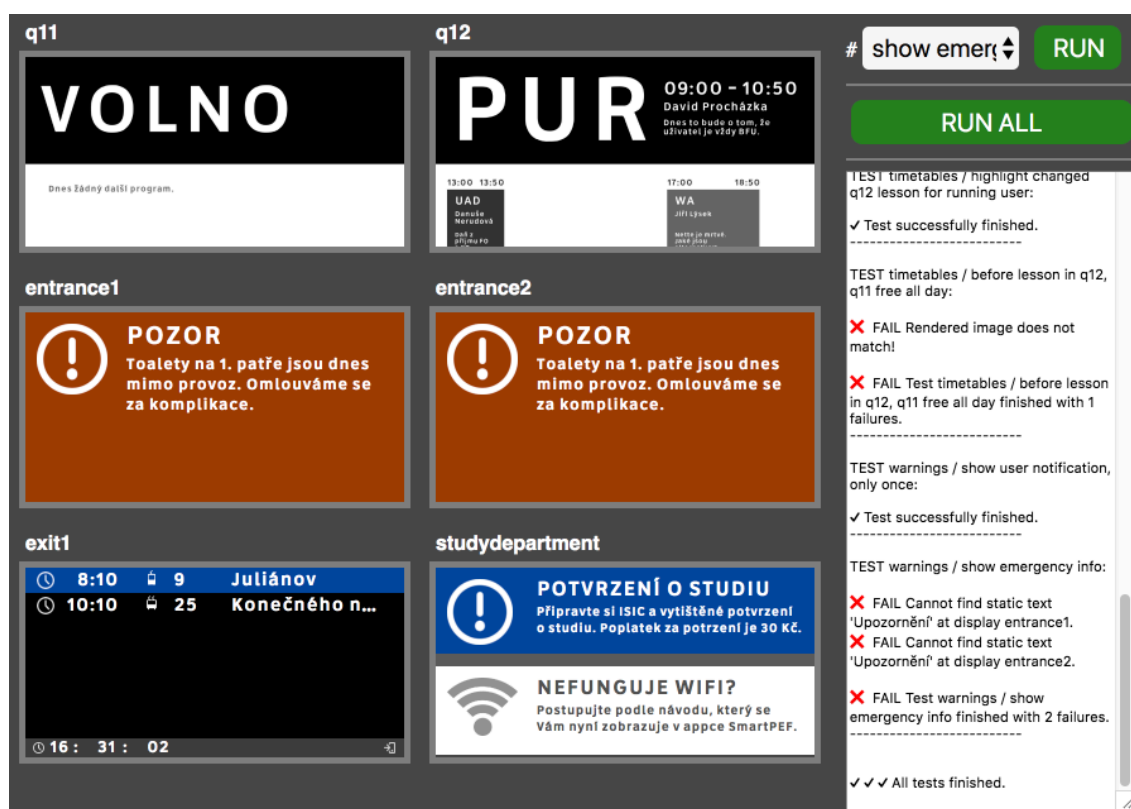 q11
VOLNO
Dnes žádný další program.
q12
PUR
09:00 – 10:50
David Procházka
Dnes to bude o tom, že
uživatel je vždy BFU.
13:00 13:50
UAD
Danuše
Nerudová
Daň z
příjmu FO
17:00 18:50
WA
Jiří Lýsek
Nette je mrtvé.
entrance1
POZOR
Toalety na 1. patře jsou dnes
mimo provoz. Omlouváme se
za komplikace.
entrance2
POZOR
Toalety na 1. patře jsou dnes
mimo provoz. Omlouváme se
za komplikace.
exit1
8:10 9 Juliánov
10:10 25 Konečného n...
16: 31: 02
studydepartment
POTVRZENÍ O STUDIU
Připravte si ISIC a vytištěné potvrzení
o studiu. Poplatek za potrzení je 30 Kč.
NEFUNGUJE WIFI?
Postupujte podle návodu, který se
Vám nyní zobrazuje v appce SmartPEF.
# show emerg RUN
RUN ALL
TEST timetables / highlight changed
q12 lesson for running user:
✓ Test successfully finished.
--------------------------
TEST timetables / before lesson in q12,
q11 free all day:
❌ FAIL Rendered image does not
match!
❌ FAIL Test timetables / before lesson
in q12, q11 free all day finished with 1
failures.
--------------------------
TEST warnings / show user notification,
only once:
✓ Test successfully finished.
--------------------------
TEST warnings / show emergency info:
❌ FAIL Cannot find static text
'Upozornění' at display entrance1.
❌ FAIL Cannot find static text
'Upozornění' at display entrance2.
❌ FAIL Test warnings / show
emergency info finished with 2 failures.
--------------------------
✓ ✓ ✓ All tests finished.